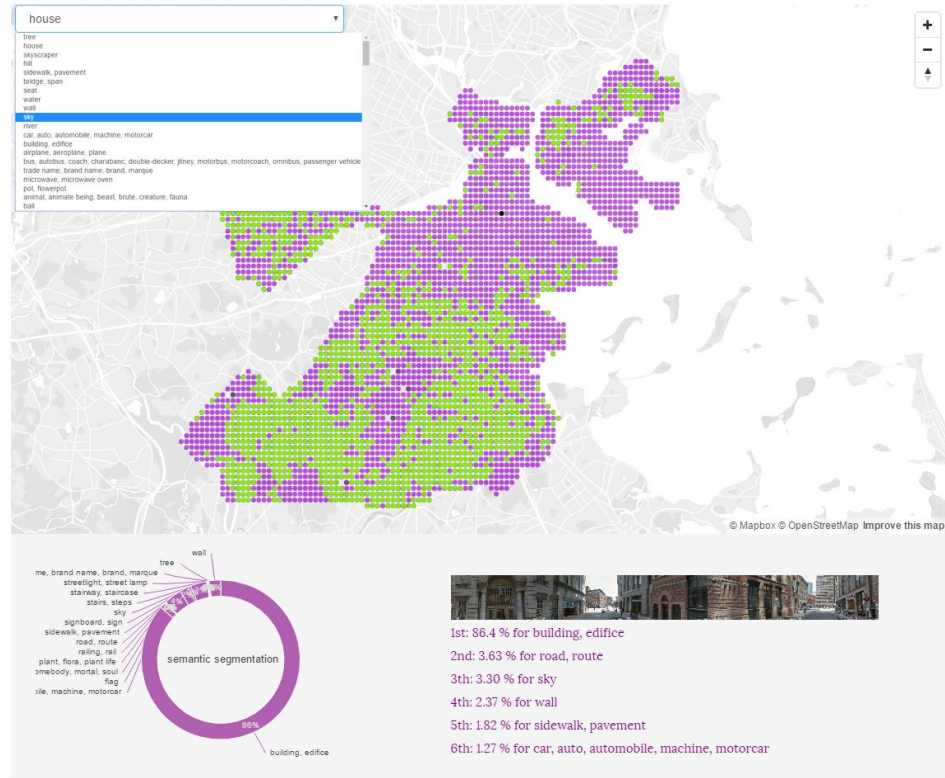 house
tree
house
skyscraper
hill
sidewalk, pavement
bridge, span
seat
water
wall
sky
river
car, auto, automobile, machine, motorcar
building, edifice
airplane, aeroplane, plane
bus, autobus, coach, charabanc, double-decker, jitney, motorbus, motorcoach, omnibus, passenger vehicle
trade name, brand name, brand, marque
microwave, microwave oven
pot, flowerpot
animal, animate being, beast, brute, creature, fauna
ball
© Mapbox © OpenStreetMap Improve this map
wall
tree
me, brand name, brand, marque
streetlight, street lamp
stairway, staircase
stairs, steps
sky
signboard, sign
sidewalk, pavement
road, route
railing, rail
plant, flora, plant life
omebody, mortal, soul
flag
bile, machine, motorcar
semantic segmentation
86%
building, edifice
1st: 86.4 % for building, edifice
2nd: 3.63 % for road, route
3th: 3.30 % for sky
4th: 2.37 % for wall
5th: 1.82 % for sidewalk, pavement
6th: 1.27 % for car, auto, automobile, machine, motorcar